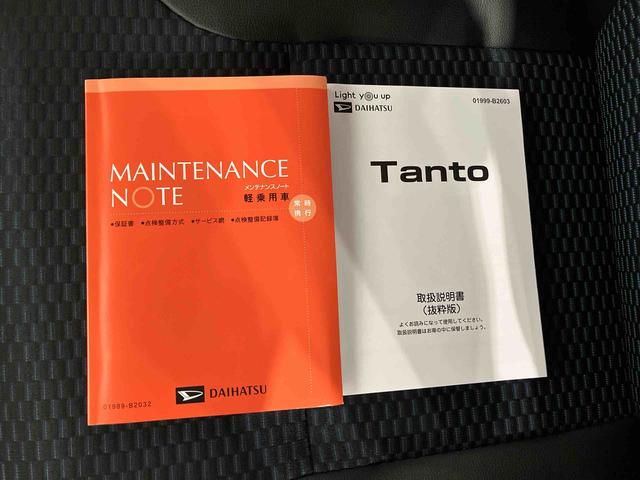 MAINTENANCE
NOTE
メンテナンスノート
軽乗用車
常時
携行
●保証書 ●点検整備方式 ●サービス網 ●点検整備記録簿
DAIHATSU
01999-B2032
Light you up
DAIHATSU
01999-B2603
Tanto
取扱説明書
（抜粋版）
よくお読みになって使用してください。
取扱説明書はお車の中に保管しましょう。